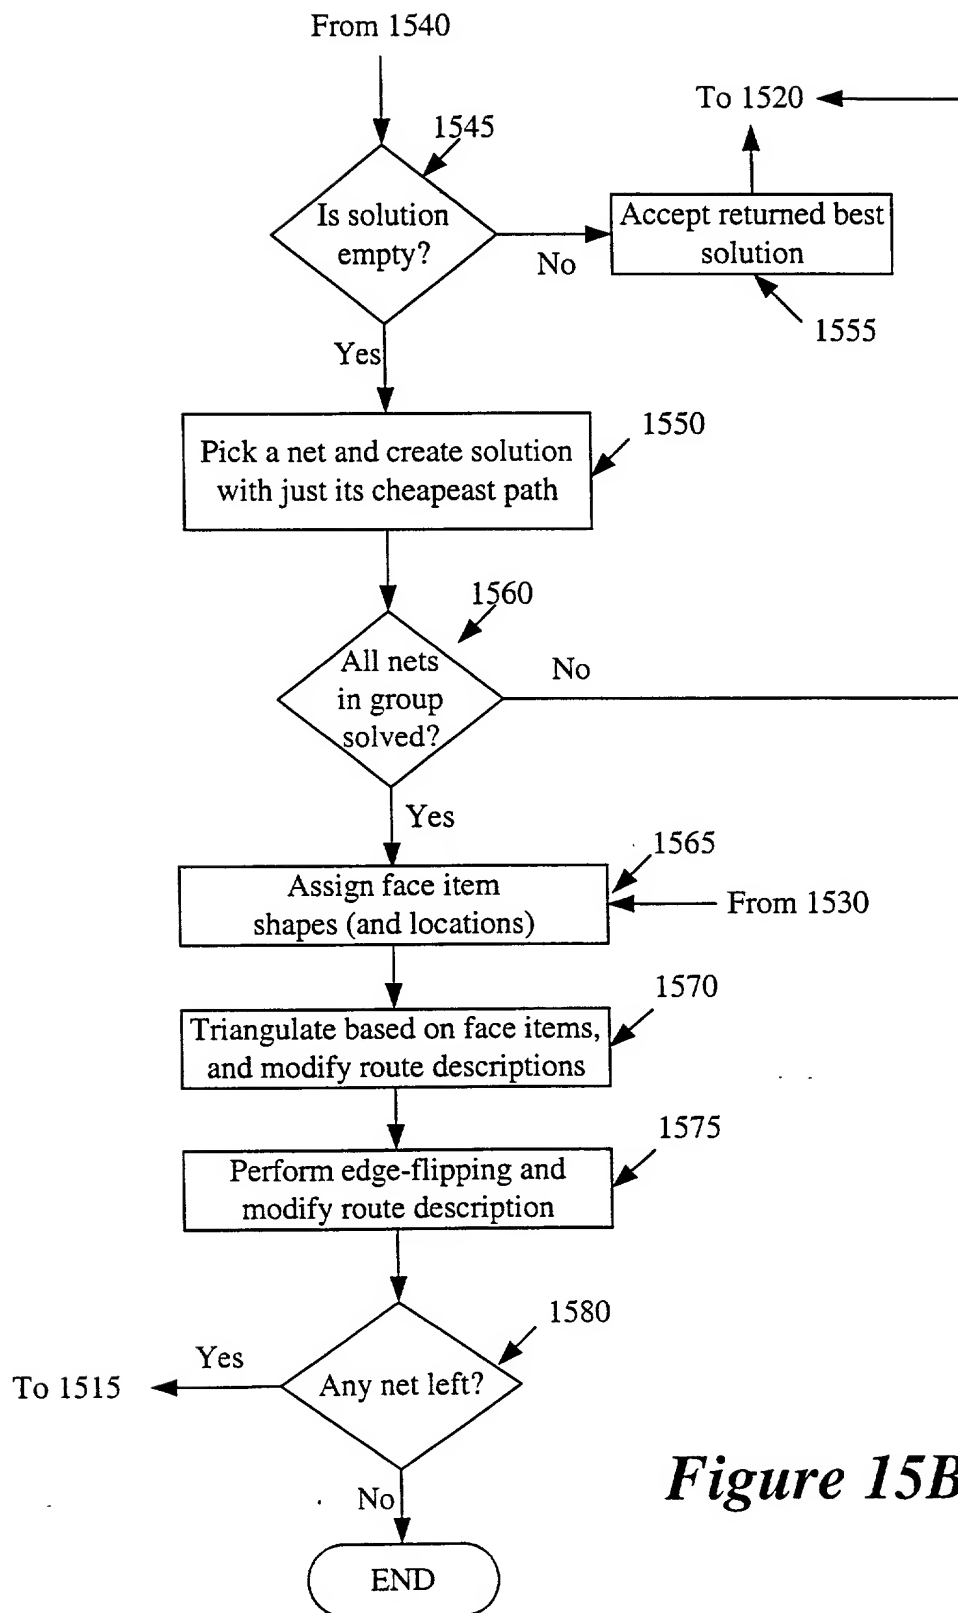 From 1540
To 1520
1545
Is solution
empty?
No
Accept returned best
solution
1555
Yes
1550
Pick a net and create solution
with just its cheapeast path
1560
All nets
in group
solved?
No
Yes
1565
Assign face item
shapes (and locations)
From 1530
1570
Triangulate based on face items,
and modify route descriptions
1575
Perform edge-flipping and
modify route description
1580
Any net left?
Yes
To 1515
No
END
Figure 15B